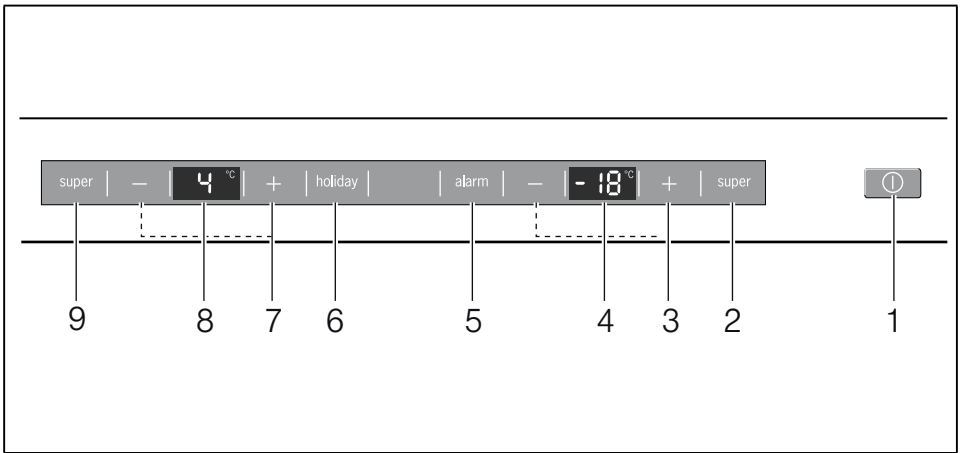 super | − | 4 °C | + | holiday | | alarm | − | -18 °C | + | super
9 8 7 6 5 4 3 2 1